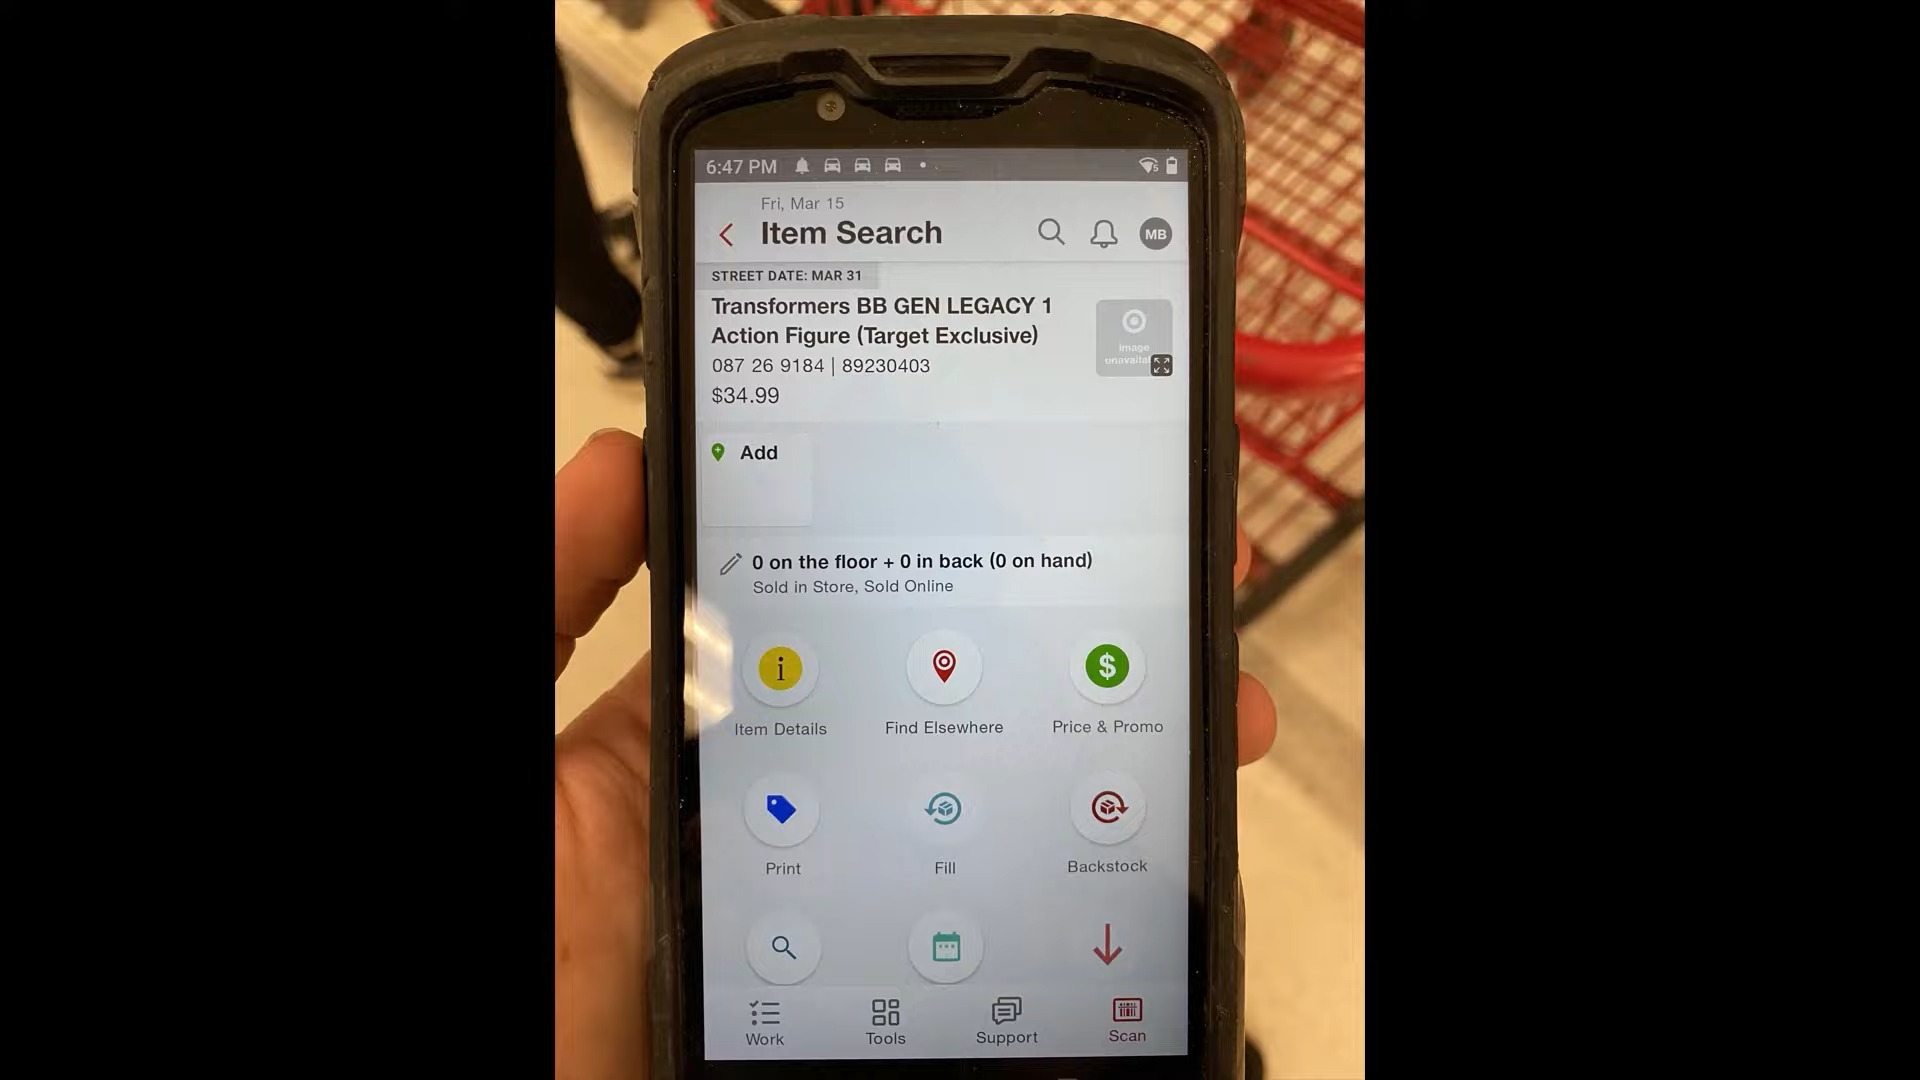 6:47 PM
Fri, Mar 15
Item Search
MB
STREET DATE: MAR 31
Transformers BB GEN LEGACY 1
Action Figure (Target Exclusive)
087 26 9184 | 89230403
$34.99
Image
Add
0 on the floor + 0 in back (0 on hand)
Sold in Store, Sold Online
Item Details
Find Elsewhere
Price & Promo
Print
Fill
Backstock
Work
Tools
Support
Scan